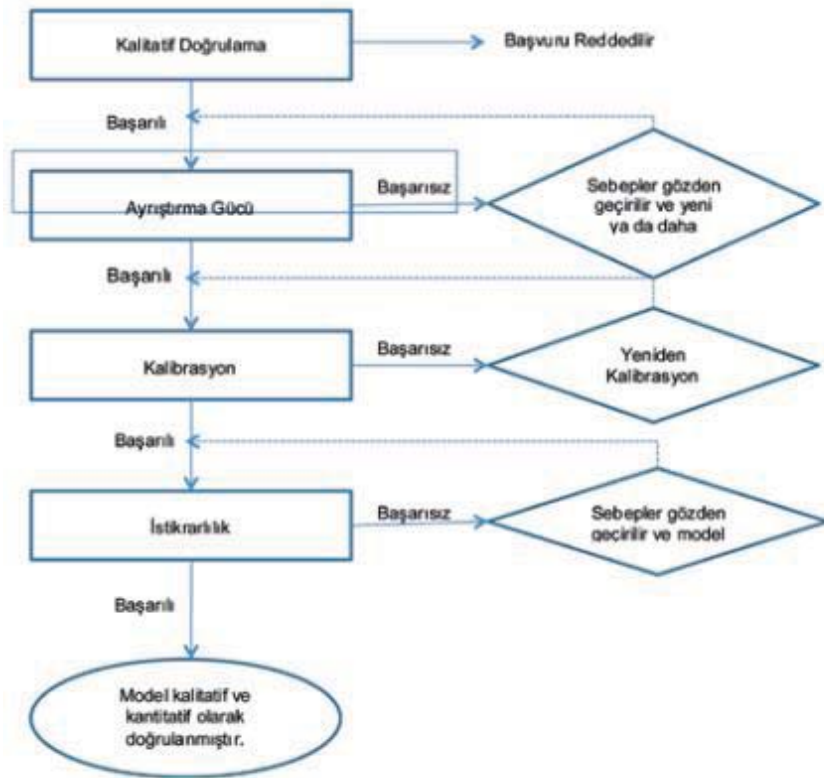 Kalitatif Doğrulama
Başvuru Reddedilir
Başarılı
Ayrıştırma Gücü
Başarısız
Sebepler gözden
geçirilir ve yeni
ya da daha
Başarılı
Kalibrasyon
Başarısız
Yeniden
Kalibrasyon
Başarılı
İstikrarlılık
Başarısız
Sebepler gözden
geçirilir ve model
Başarılı
Model kalitatif ve
kantitatif olarak
doğrulanmıştır.